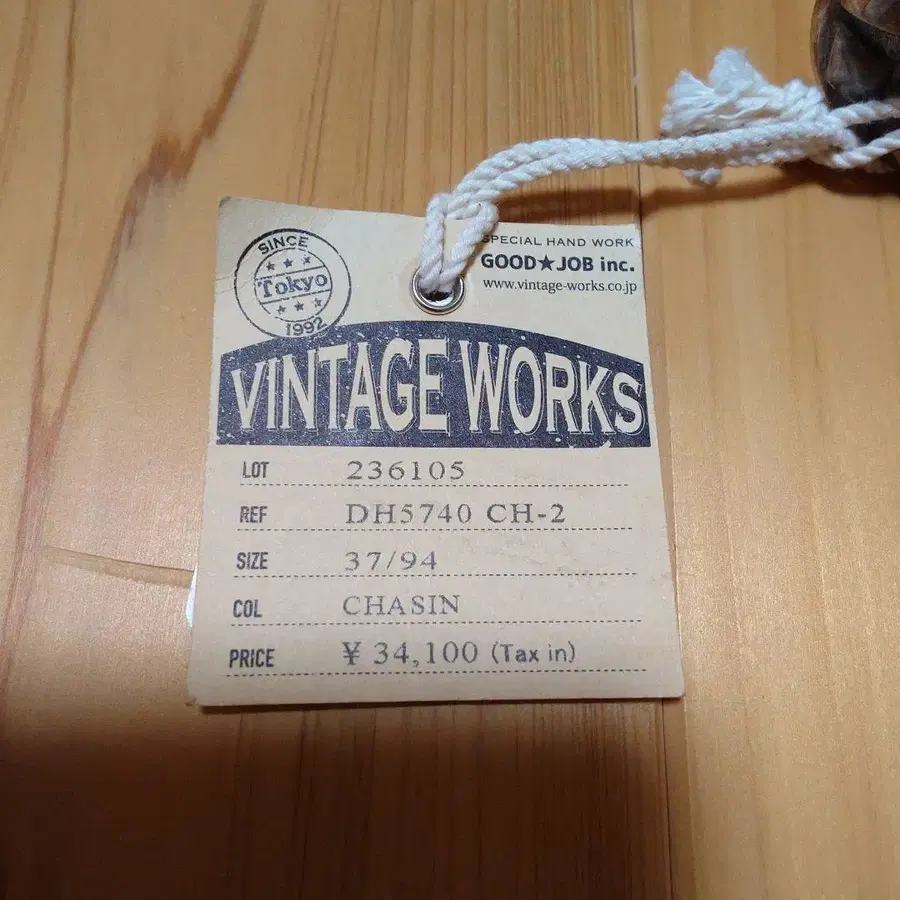 SINCE
Tokyo
1992
SPECIAL HAND WORK
GOOD★JOB inc.
www.vintage-works.co.jp
VINTAGE WORKS
LOT 236105
REF DH5740 CH-2
SIZE 37/94
COL CHASIN
PRICE ¥ 34,100 (Tax in)